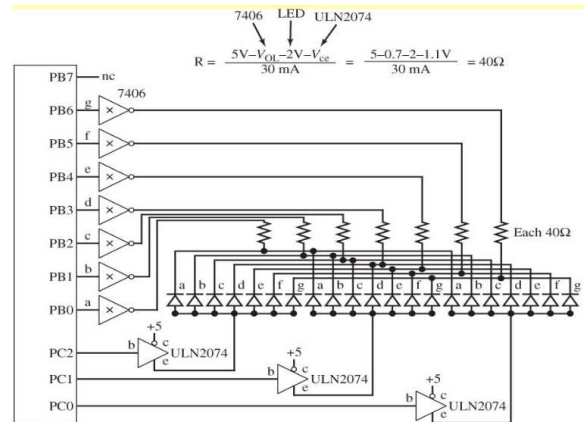 7406 LED ULN2074
R = 5V–VOL–2V–Vce / 30 mA = 5–0.7–2–1.1V / 30 mA = 40Ω
PB7 nc
7406
PB6 g
PB5 f
PB4 e
PB3 d
PB2 c
Each 40Ω
PB1 b
a b c d e f g a b c d e f g a b c d e f g
PB0 a
+5
PC2 b c e ULN2074
+5
PC1 b c e ULN2074
+5
PC0 b c e ULN2074